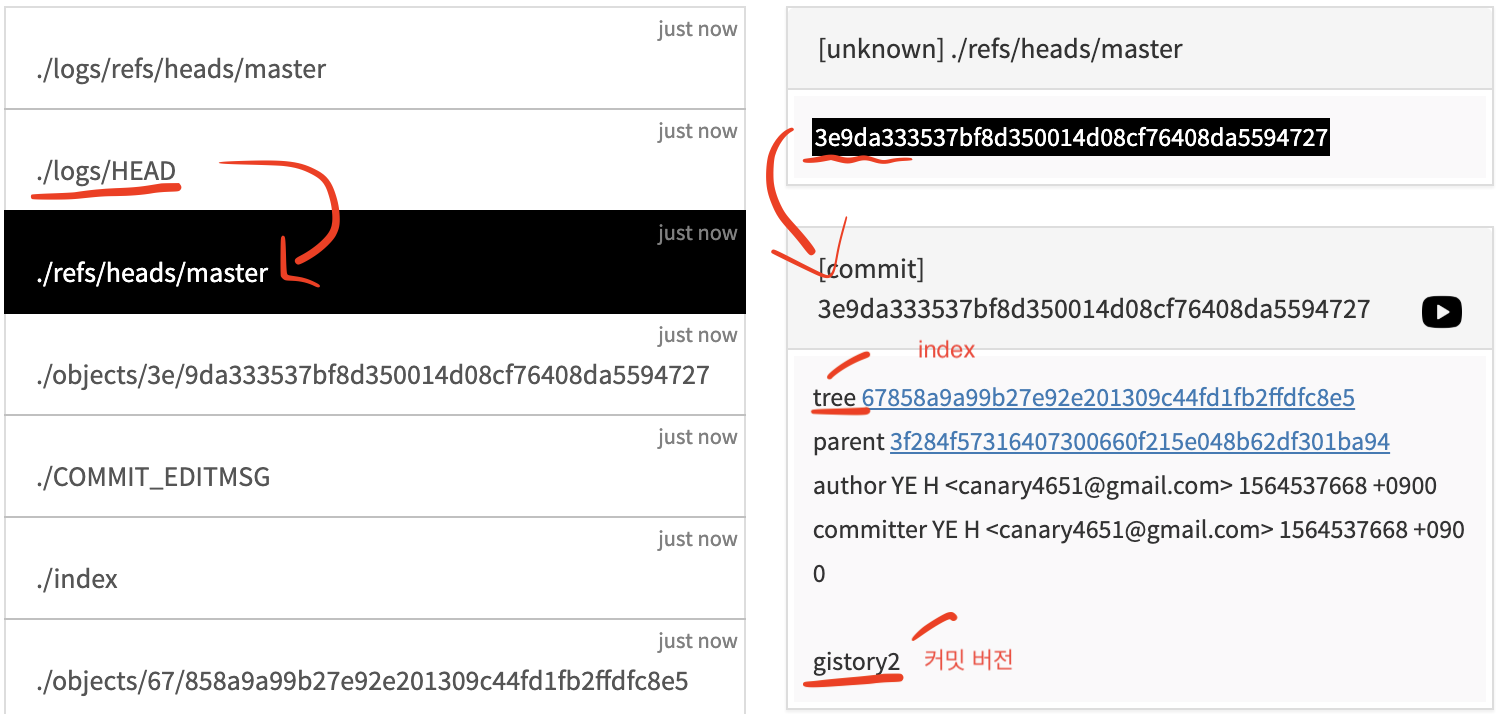 just now
./logs/refs/heads/master
just now
./logs/HEAD
just now
./refs/heads/master
just now
./objects/3e/9da333537bf8d350014d08cf76408da5594727
just now
./COMMIT_EDITMSG
just now
./index
just now
./objects/67/858a9a99b27e92e201309c44fd1fb2ffdfc8e5
[unknown] ./refs/heads/master
3e9da333537bf8d350014d08cf76408da5594727
[commit]
3e9da333537bf8d350014d08cf76408da5594727
index
tree 67858a9a99b27e92e201309c44fd1fb2ffdfc8e5
parent 3f284f57316407300660f215e048b62df301ba94
author YE H <canary4651@gmail.com> 1564537668 +0900
committer YE H <canary4651@gmail.com> 1564537668 +090
0
gistory2
커밋 버전